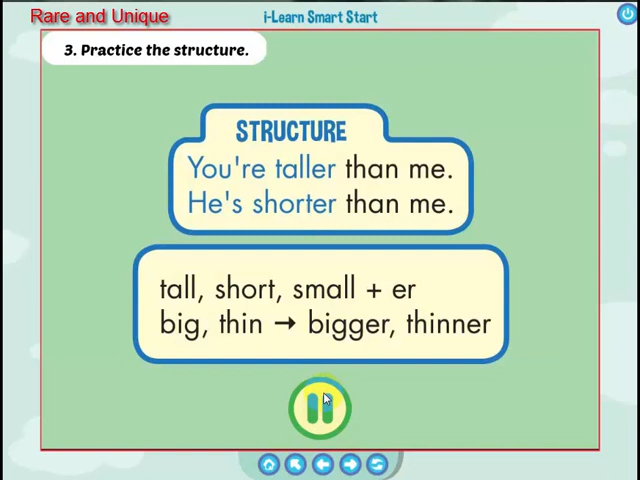 Rare and Unique
i-Learn Smart Start
3. Practice the structure.
STRUCTURE
You're taller than me.
He's shorter than me.
tall, short, small + er
big, thin → bigger, thinner